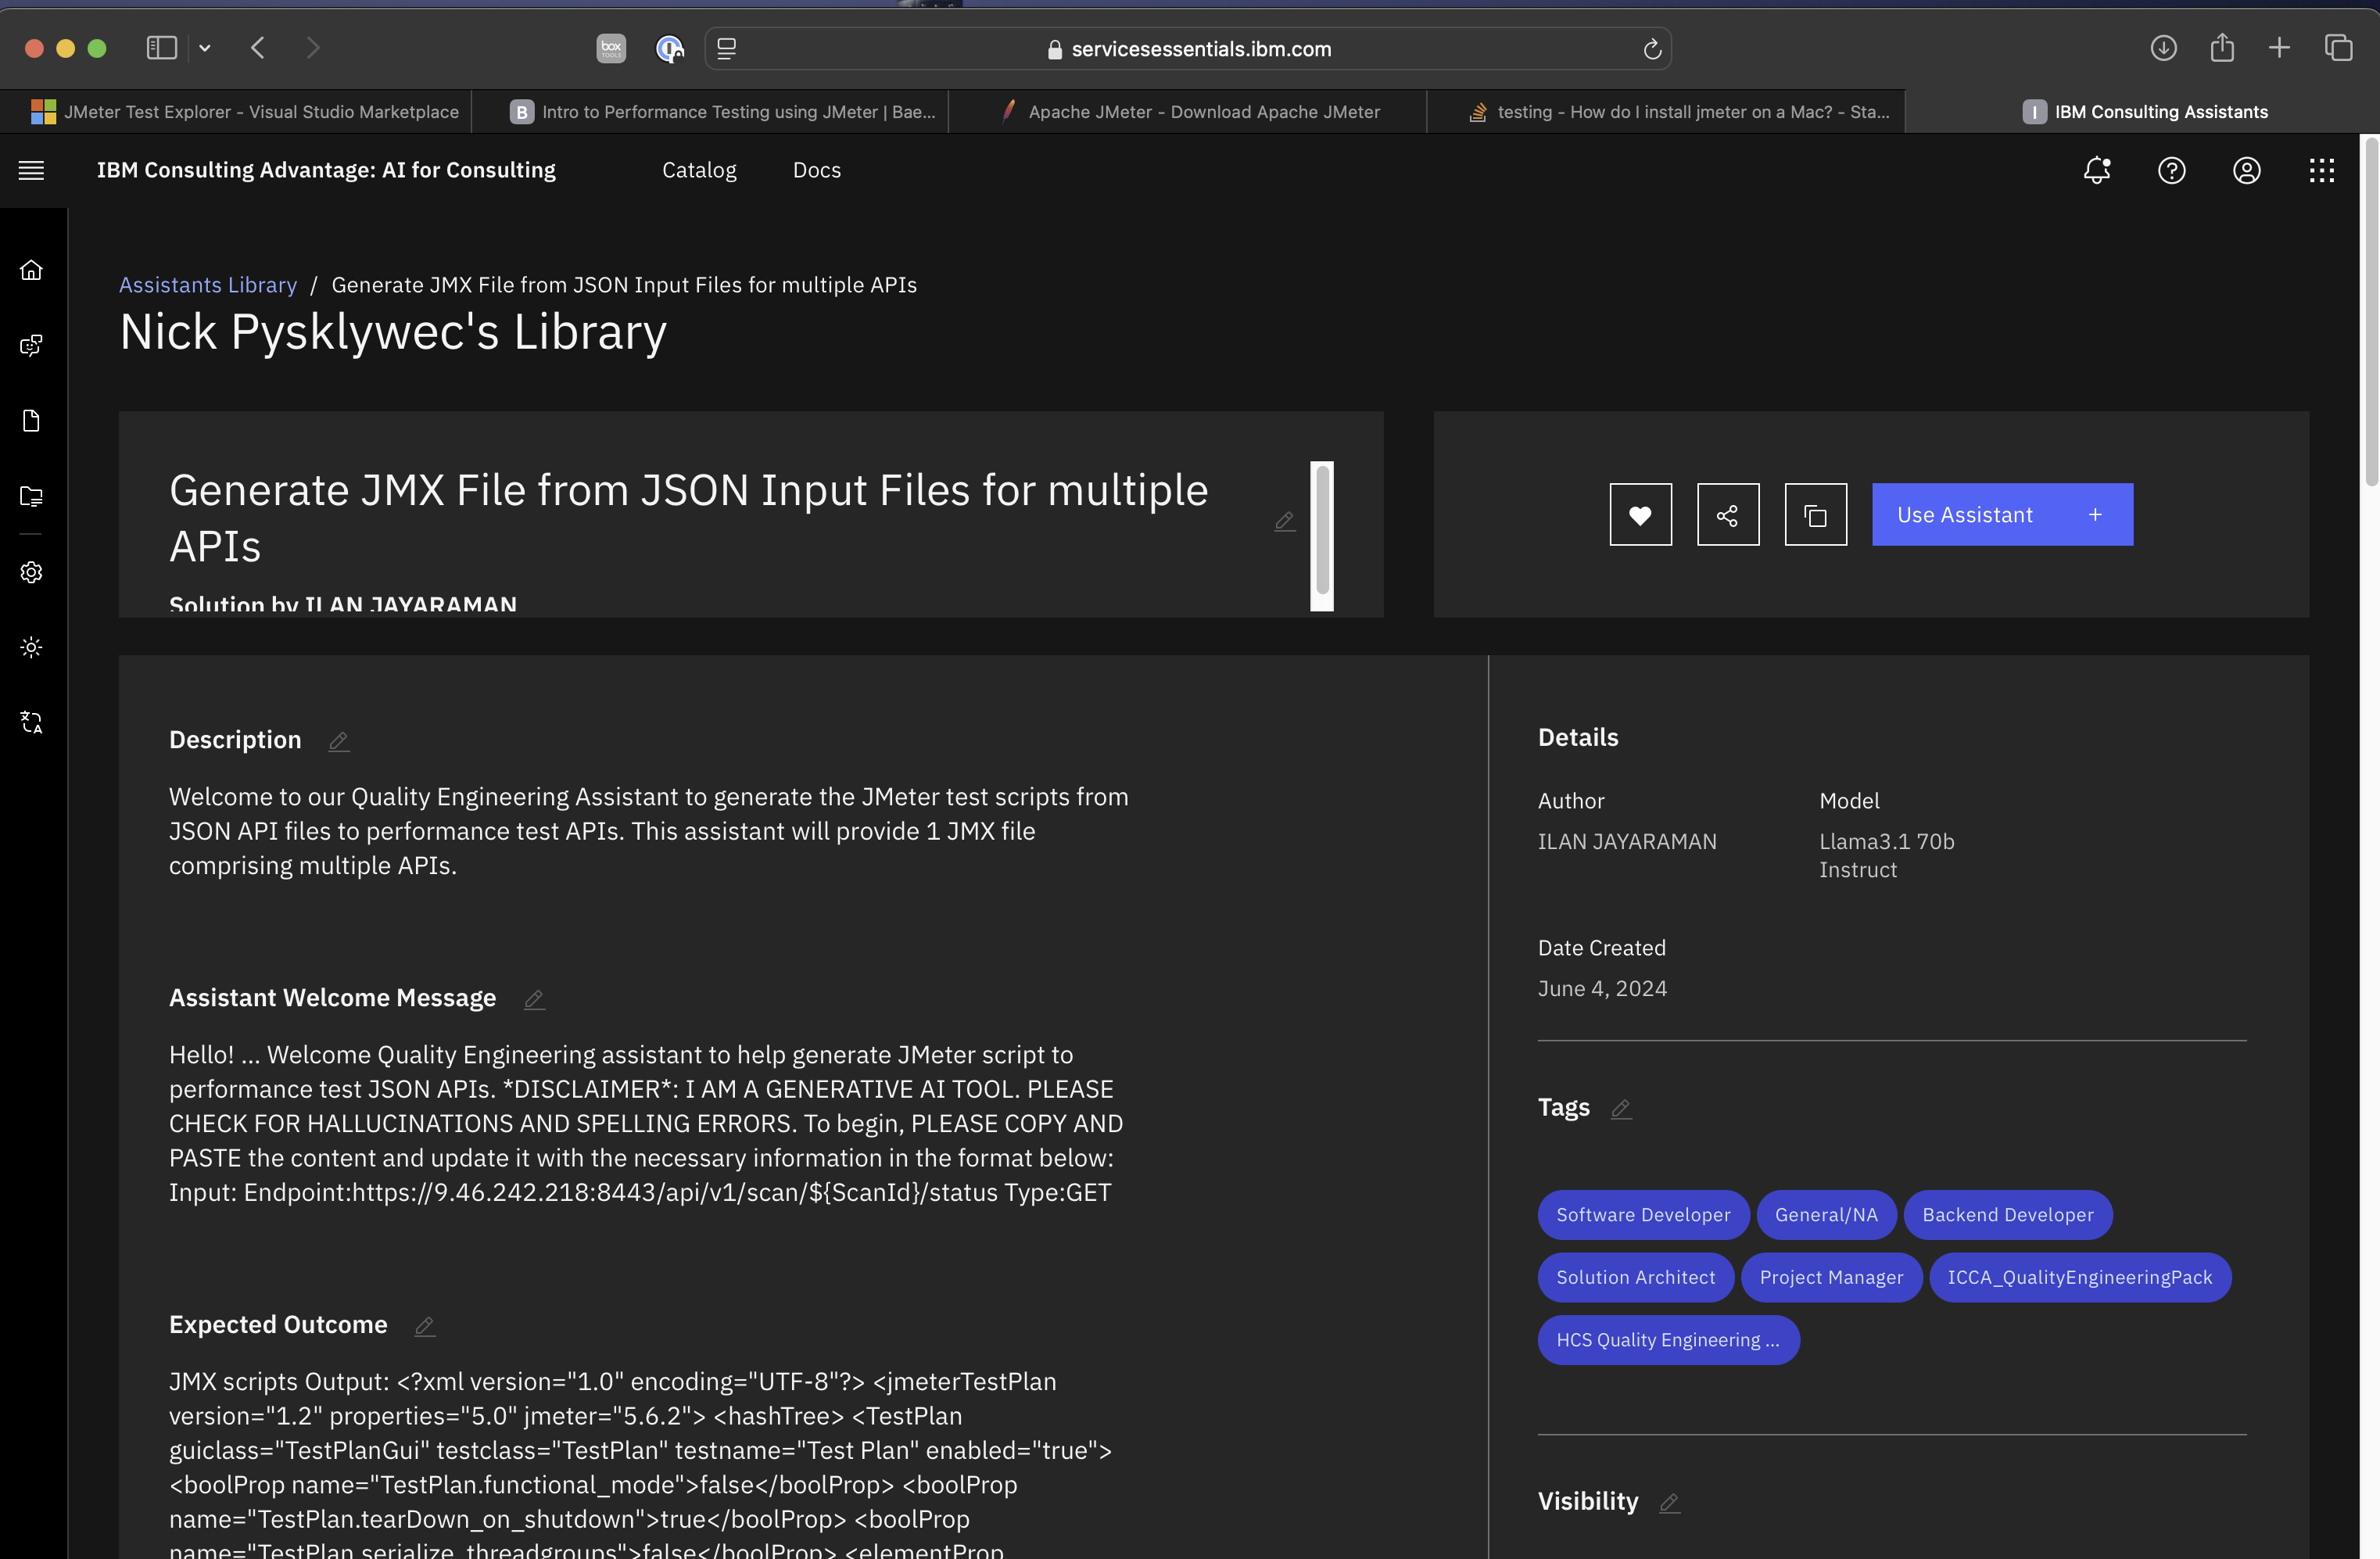 box
TOOLS
servicesessentials.ibm.com
JMeter Test Explorer - Visual Studio Marketplace
B Intro to Performance Testing using JMeter | Bae...
Apache JMeter - Download Apache JMeter
testing - How do I install jmeter on a Mac? - Sta...
I IBM Consulting Assistants
IBM Consulting Advantage: AI for Consulting
Catalog
Docs
Assistants Library / Generate JMX File from JSON Input Files for multiple APIs
Nick Pysklywec's Library
Generate JMX File from JSON Input Files for multiple
APIs
Solution by ILAN JAYARAMAN
Use Assistant +
Description
Welcome to our Quality Engineering Assistant to generate the JMeter test scripts from
JSON API files to performance test APIs. This assistant will provide 1 JMX file
comprising multiple APIs.
Assistant Welcome Message
Hello! ... Welcome Quality Engineering assistant to help generate JMeter script to
performance test JSON APIs. *DISCLAIMER*: I AM A GENERATIVE AI TOOL. PLEASE
CHECK FOR HALLUCINATIONS AND SPELLING ERRORS. To begin, PLEASE COPY AND
PASTE the content and update it with the necessary information in the format below:
Input: Endpoint:https://9.46.242.218:8443/api/v1/scan/${ScanId}/status Type:GET
Expected Outcome
JMX scripts Output: <?xml version="1.0" encoding="UTF-8"?> <jmeterTestPlan
version="1.2" properties="5.0" jmeter="5.6.2"> <hashTree> <TestPlan
guiclass="TestPlanGui" testclass="TestPlan" testname="Test Plan" enabled="true">
<boolProp name="TestPlan.functional_mode">false</boolProp> <boolProp
name="TestPlan.tearDown_on_shutdown">true</boolProp> <boolProp
name="TestPlan.serialize_threadgroups">false</boolProp> <elementProp
Details
Author
ILAN JAYARAMAN
Model
Llama3.1 70b
Instruct
Date Created
June 4, 2024
Tags
Software Developer
General/NA
Backend Developer
Solution Architect
Project Manager
ICCA_QualityEngineeringPack
HCS Quality Engineering ...
Visibility